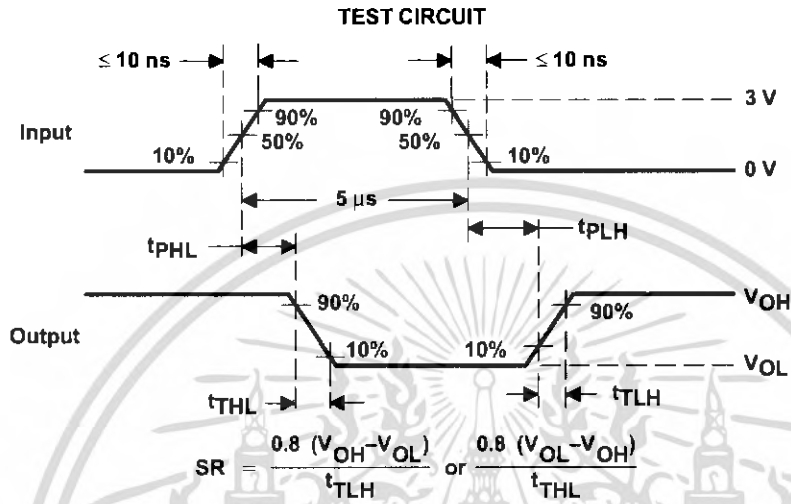 TEST CIRCUIT
≤ 10 ns
≤ 10 ns
3 V
90%
90%
Input
50%
50%
10%
10%
0 V
5 μs
tPHL
tPLH
VOH
90%
90%
Output
10%
10%
VOL
tTHL
tTLH
SR = 0.8 (VOH–VOL) / tTLH or 0.8 (VOL–VOH) / tTHL